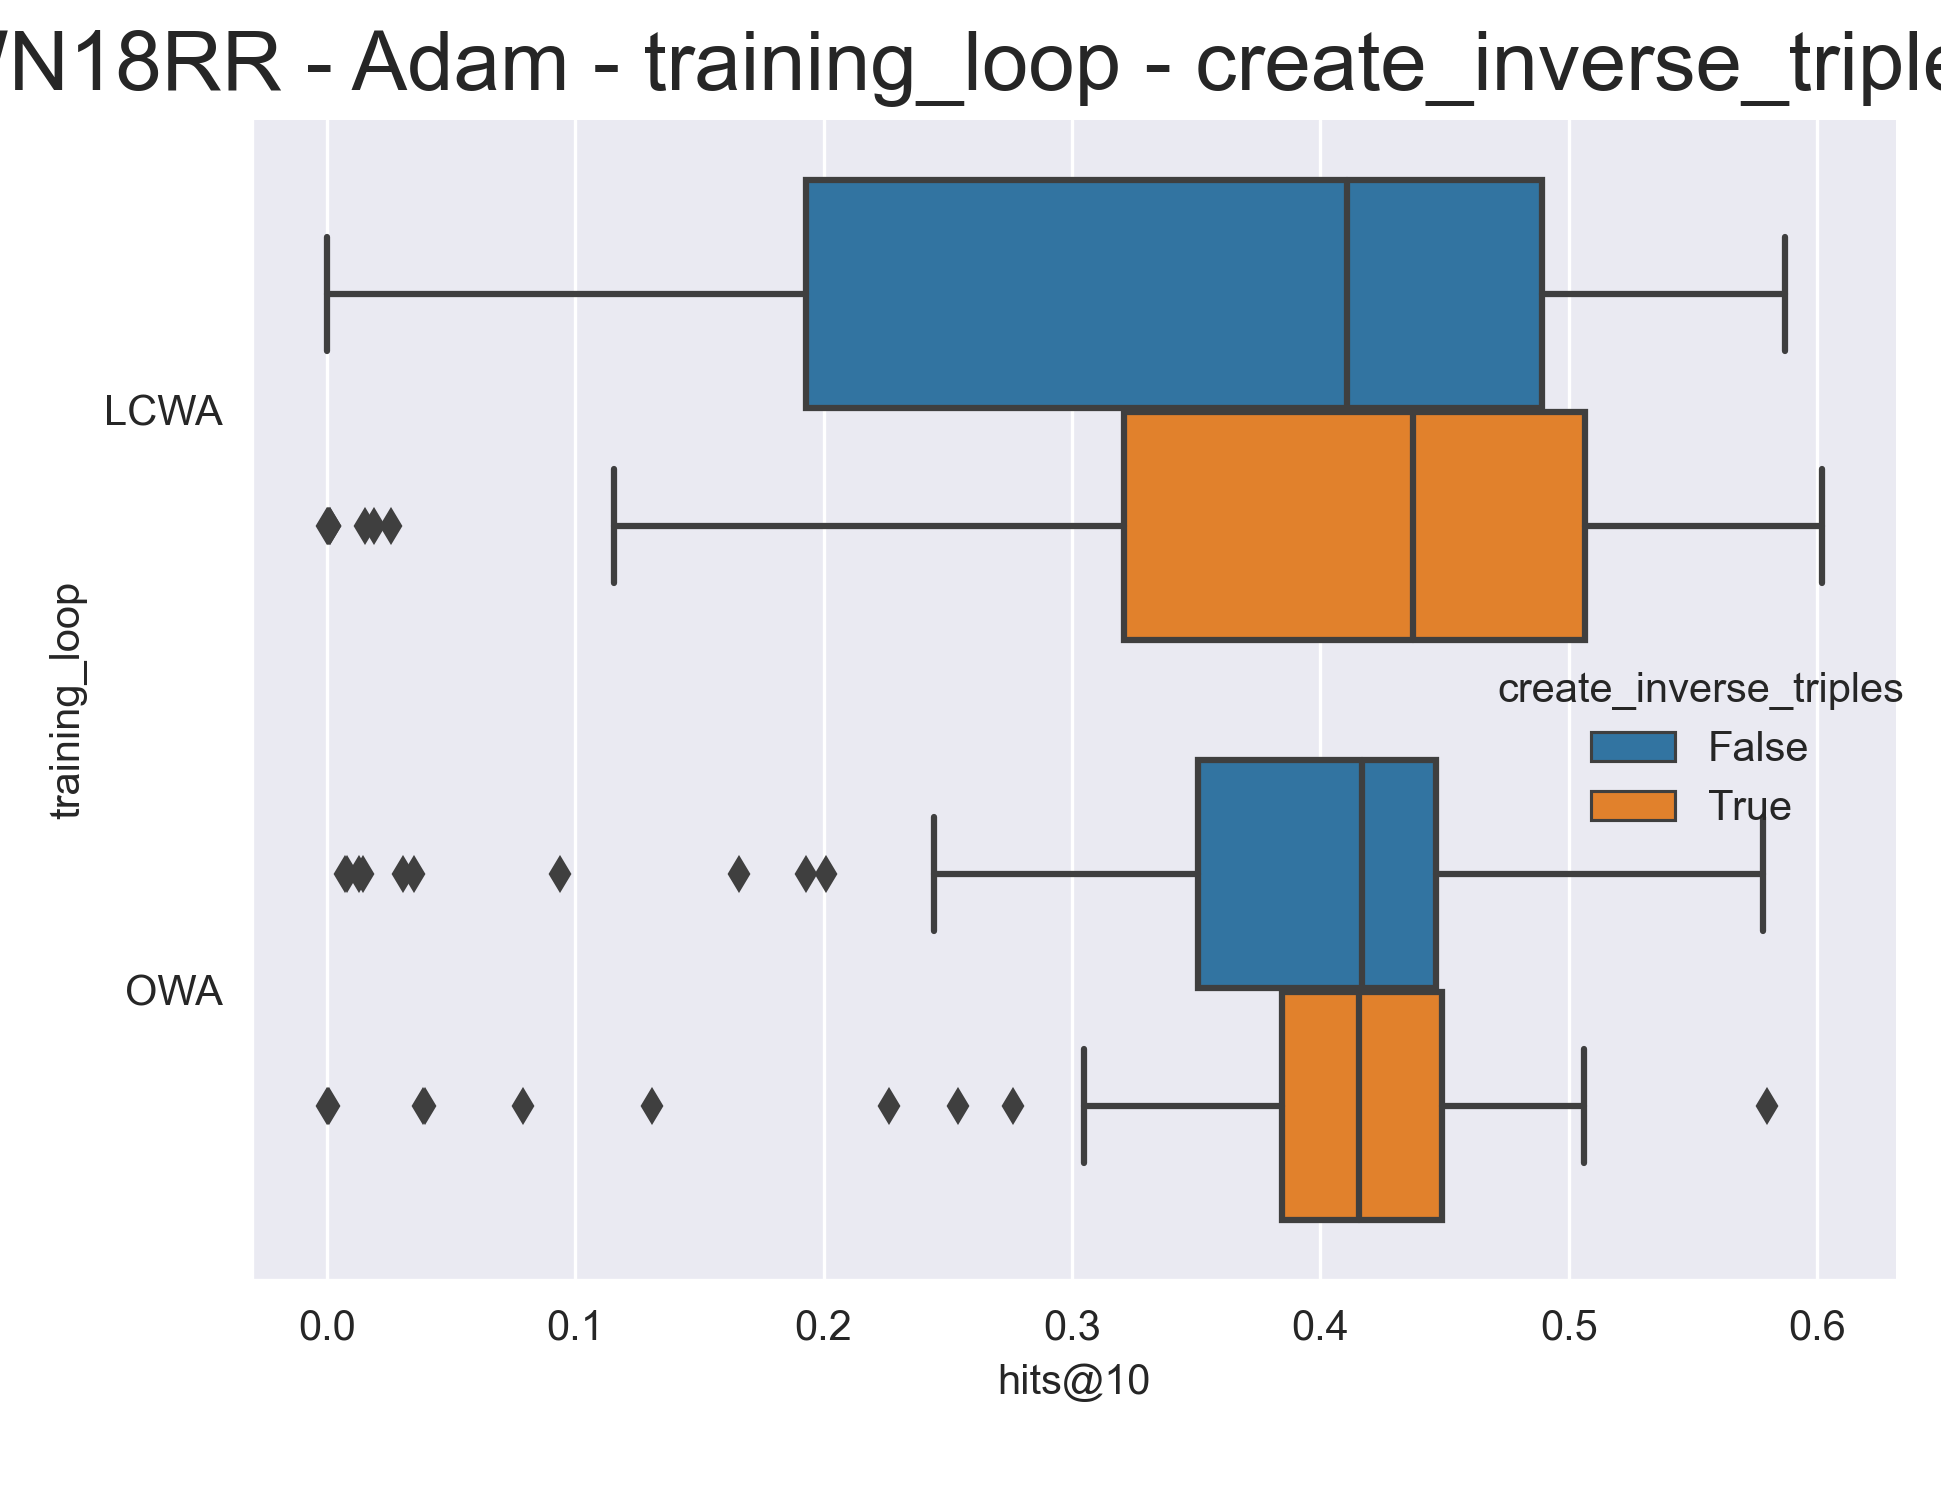 WN18RR - Adam - training_loop - create_inverse_triple
LCWA
OWA
training_loop
create_inverse_triples
False
True
0.0 0.1 0.2 0.3 0.4 0.5 0.6
hits@10